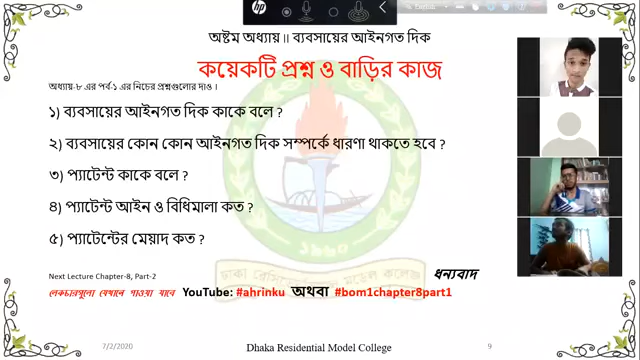 hp
English
অষ্টম অধ্যায়॥ ব্যবসায়ের আইনগত দিক
কয়েকটি প্রশ্ন ও বাড়ির কাজ
অধ্যায়-৮ এর পর্ব-১ এর নিচের প্রশ্নগুলোর দাও ।
১) ব্যবসায়ের আইনগত দিক কাকে বলে ?
২) ব্যবসায়ের কোন কোন আইনগত দিক সম্পর্কে ধারণা থাকতে হবে ?
৩) প্যাটেন্ট কাকে বলে ?
৪) প্যাটেন্ট আইন ও বিধিমালা কত ?
৫) প্যাটেন্টের মেয়াদ কত ?
১৯৬০
Next Lecture Chapter-8, Part-2
ধন্যবাদ
লেকচারগুলো যেখানে পাওয়া যাবে YouTube: #ahrinku অথবা #bom1chapter8part1
7/2/2020
Dhaka Residential Model College
9